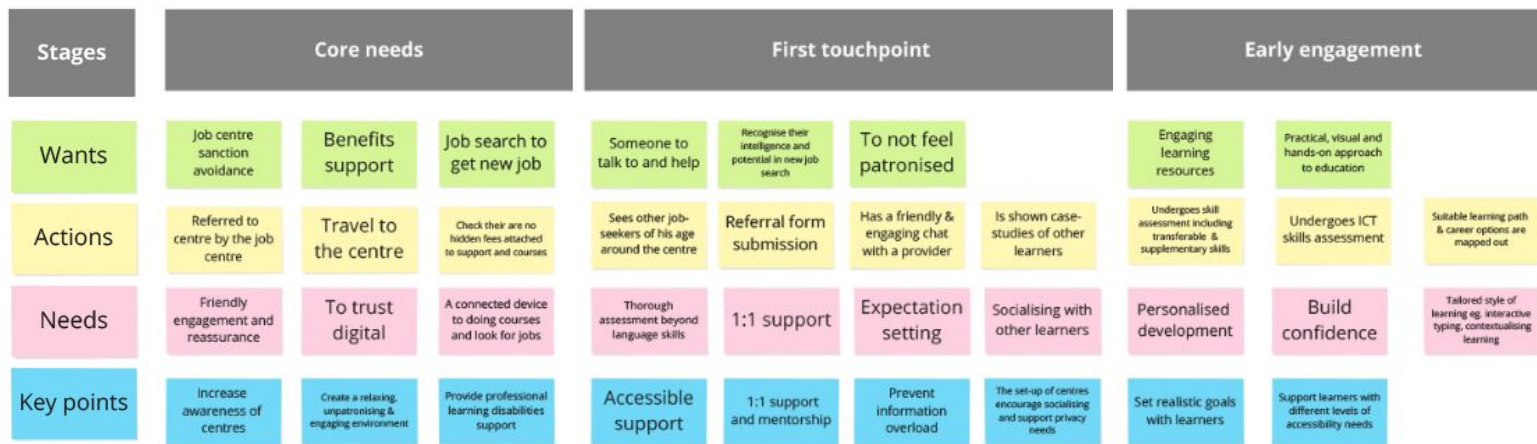 Stages
Core needs
First touchpoint
Early engagement
Wants
Job centre
sanction
avoidance
Benefits
support
Job search to
get new job
Someone to
talk to and help
Recognise their
intelligence and
potential in new job
search
To not feel
patronised
Engaging
learning
resources
Practical, visual and
hands-on approach
to education
Actions
Referred to
centre by the job
centre
Travel to
the centre
Check their are no
hidden fees attached
to support and courses
Sees other job-
seekers of his age
around the centre
Referral form
submission
Has a friendly &
engaging chat
with a provider
Is shown case-
studies of other
learners
Undergoes skill
assessment including
transferable &
supplementary skills
Undergoes ICT
skills assessment
Suitable learning path
& career options are
mapped out
Needs
Friendly
engagement and
reassurance
To trust
digital
A connected device
to doing courses
and look for jobs
Thorough
assessment beyond
language skills
1:1 support
Expectation
setting
Socialising with
other learners
Personalised
development
Build
confidence
Tailored style of
learning eg. interactive
typing, contextualising
learning
Key points
Increase
awareness of
centres
Create a relaxing,
unpatronising &
engaging environment
Provide professional
learning disabilities
support
Accessible
support
1:1 support
and mentorship
Prevent
information
overload
The set-up of centres
encourage socialising
and support privacy
needs
Set realistic goals
with learners
Support learners with
different levels of
accessibility needs